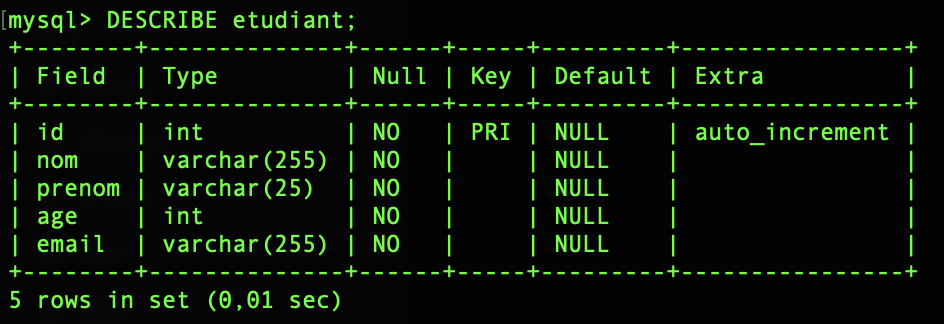 [mysql> DESCRIBE etudiant;
+--------+--------------+------+-----+---------+----------------+
| Field  | Type         | Null | Key | Default | Extra          |
+--------+--------------+------+-----+---------+----------------+
| id     | int          | NO   | PRI | NULL    | auto_increment |
| nom    | varchar(255) | NO   |     | NULL    |                |
| prenom | varchar(25)  | NO   |     | NULL    |                |
| age    | int          | NO   |     | NULL    |                |
| email  | varchar(255) | NO   |     | NULL    |                |
+--------+--------------+------+-----+---------+----------------+
5 rows in set (0,01 sec)